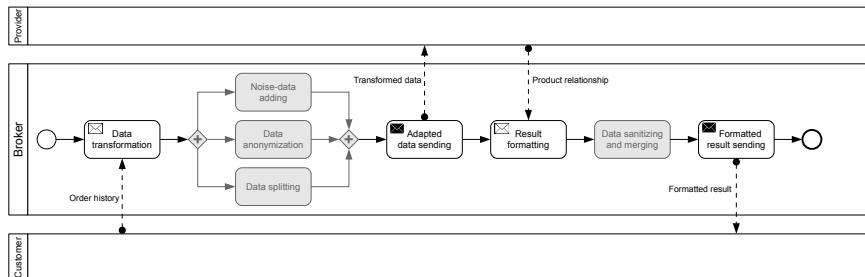 Provider
Transformed data
Product relationship
Broker
Noise-data
adding
Data
transformation
Data
anonymization
Adapted
data sending
Result
formatting
Data sanitizing
and merging
Formatted
result sending
Data splitting
Order history
Formatted result
Customer